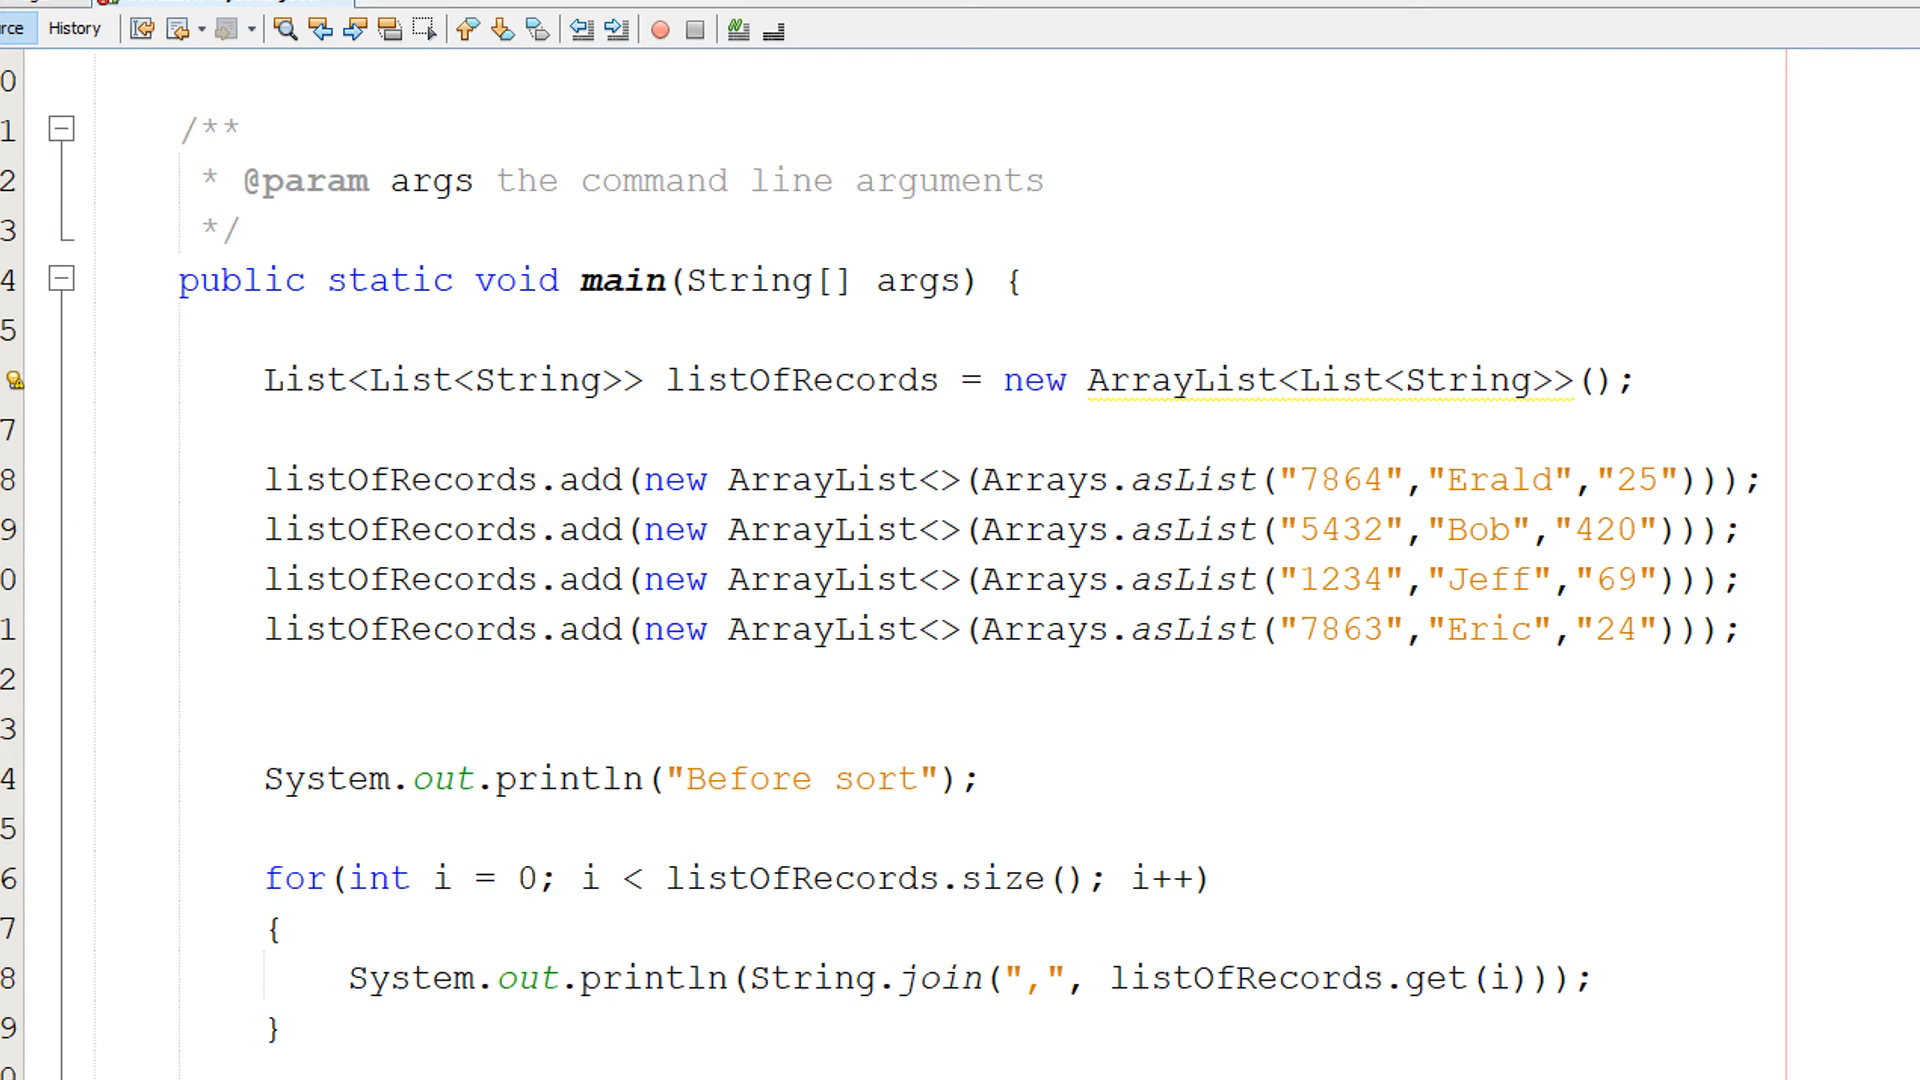 rce History
0
1 /**
2 * @param args the command line arguments
3 */
4 public static void main(String[] args) {
5
List<List<String>> listOfRecords = new ArrayList<List<String>>();
7
8 listOfRecords.add(new ArrayList<>(Arrays.asList("7864","Erald","25")));
9 listOfRecords.add(new ArrayList<>(Arrays.asList("5432","Bob","420")));
0 listOfRecords.add(new ArrayList<>(Arrays.asList("1234","Jeff","69")));
1 listOfRecords.add(new ArrayList<>(Arrays.asList("7863","Eric","24")));
2
3
4 System.out.println("Before sort");
5
6 for(int i = 0; i < listOfRecords.size(); i++)
7 {
8 System.out.println(String.join(",", listOfRecords.get(i)));
9 }
0